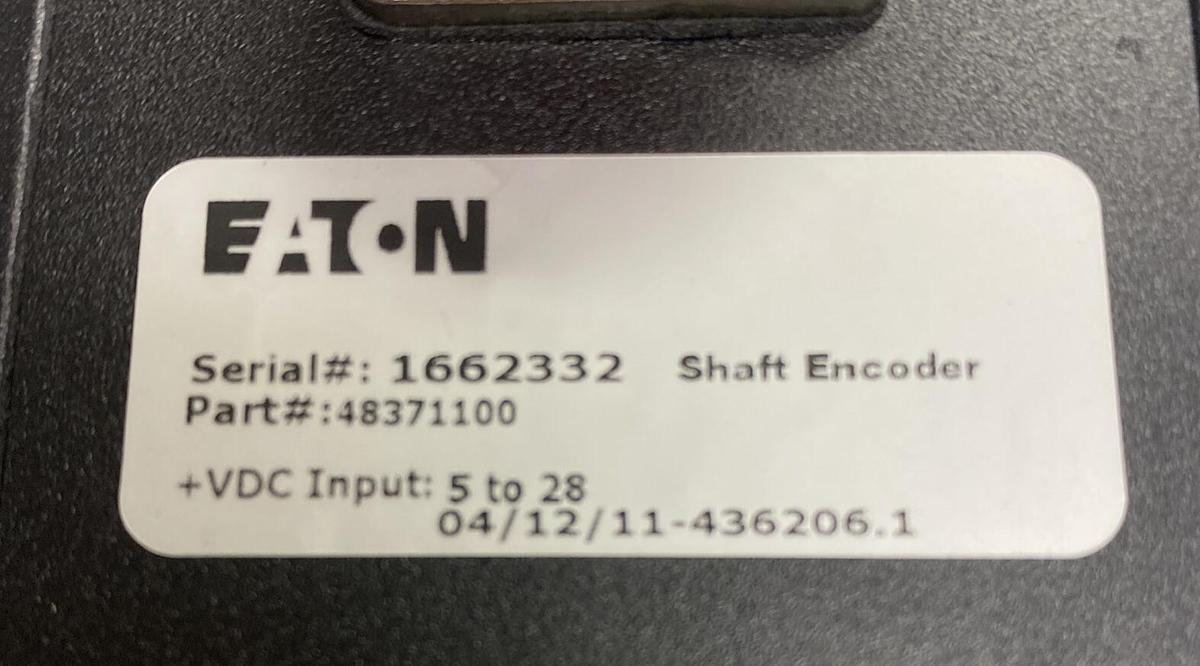 EATON
Serial#: 1662332 Shaft Encoder
Part#:48371100
+VDC Input: 5 to 28
04/12/11-436206.1